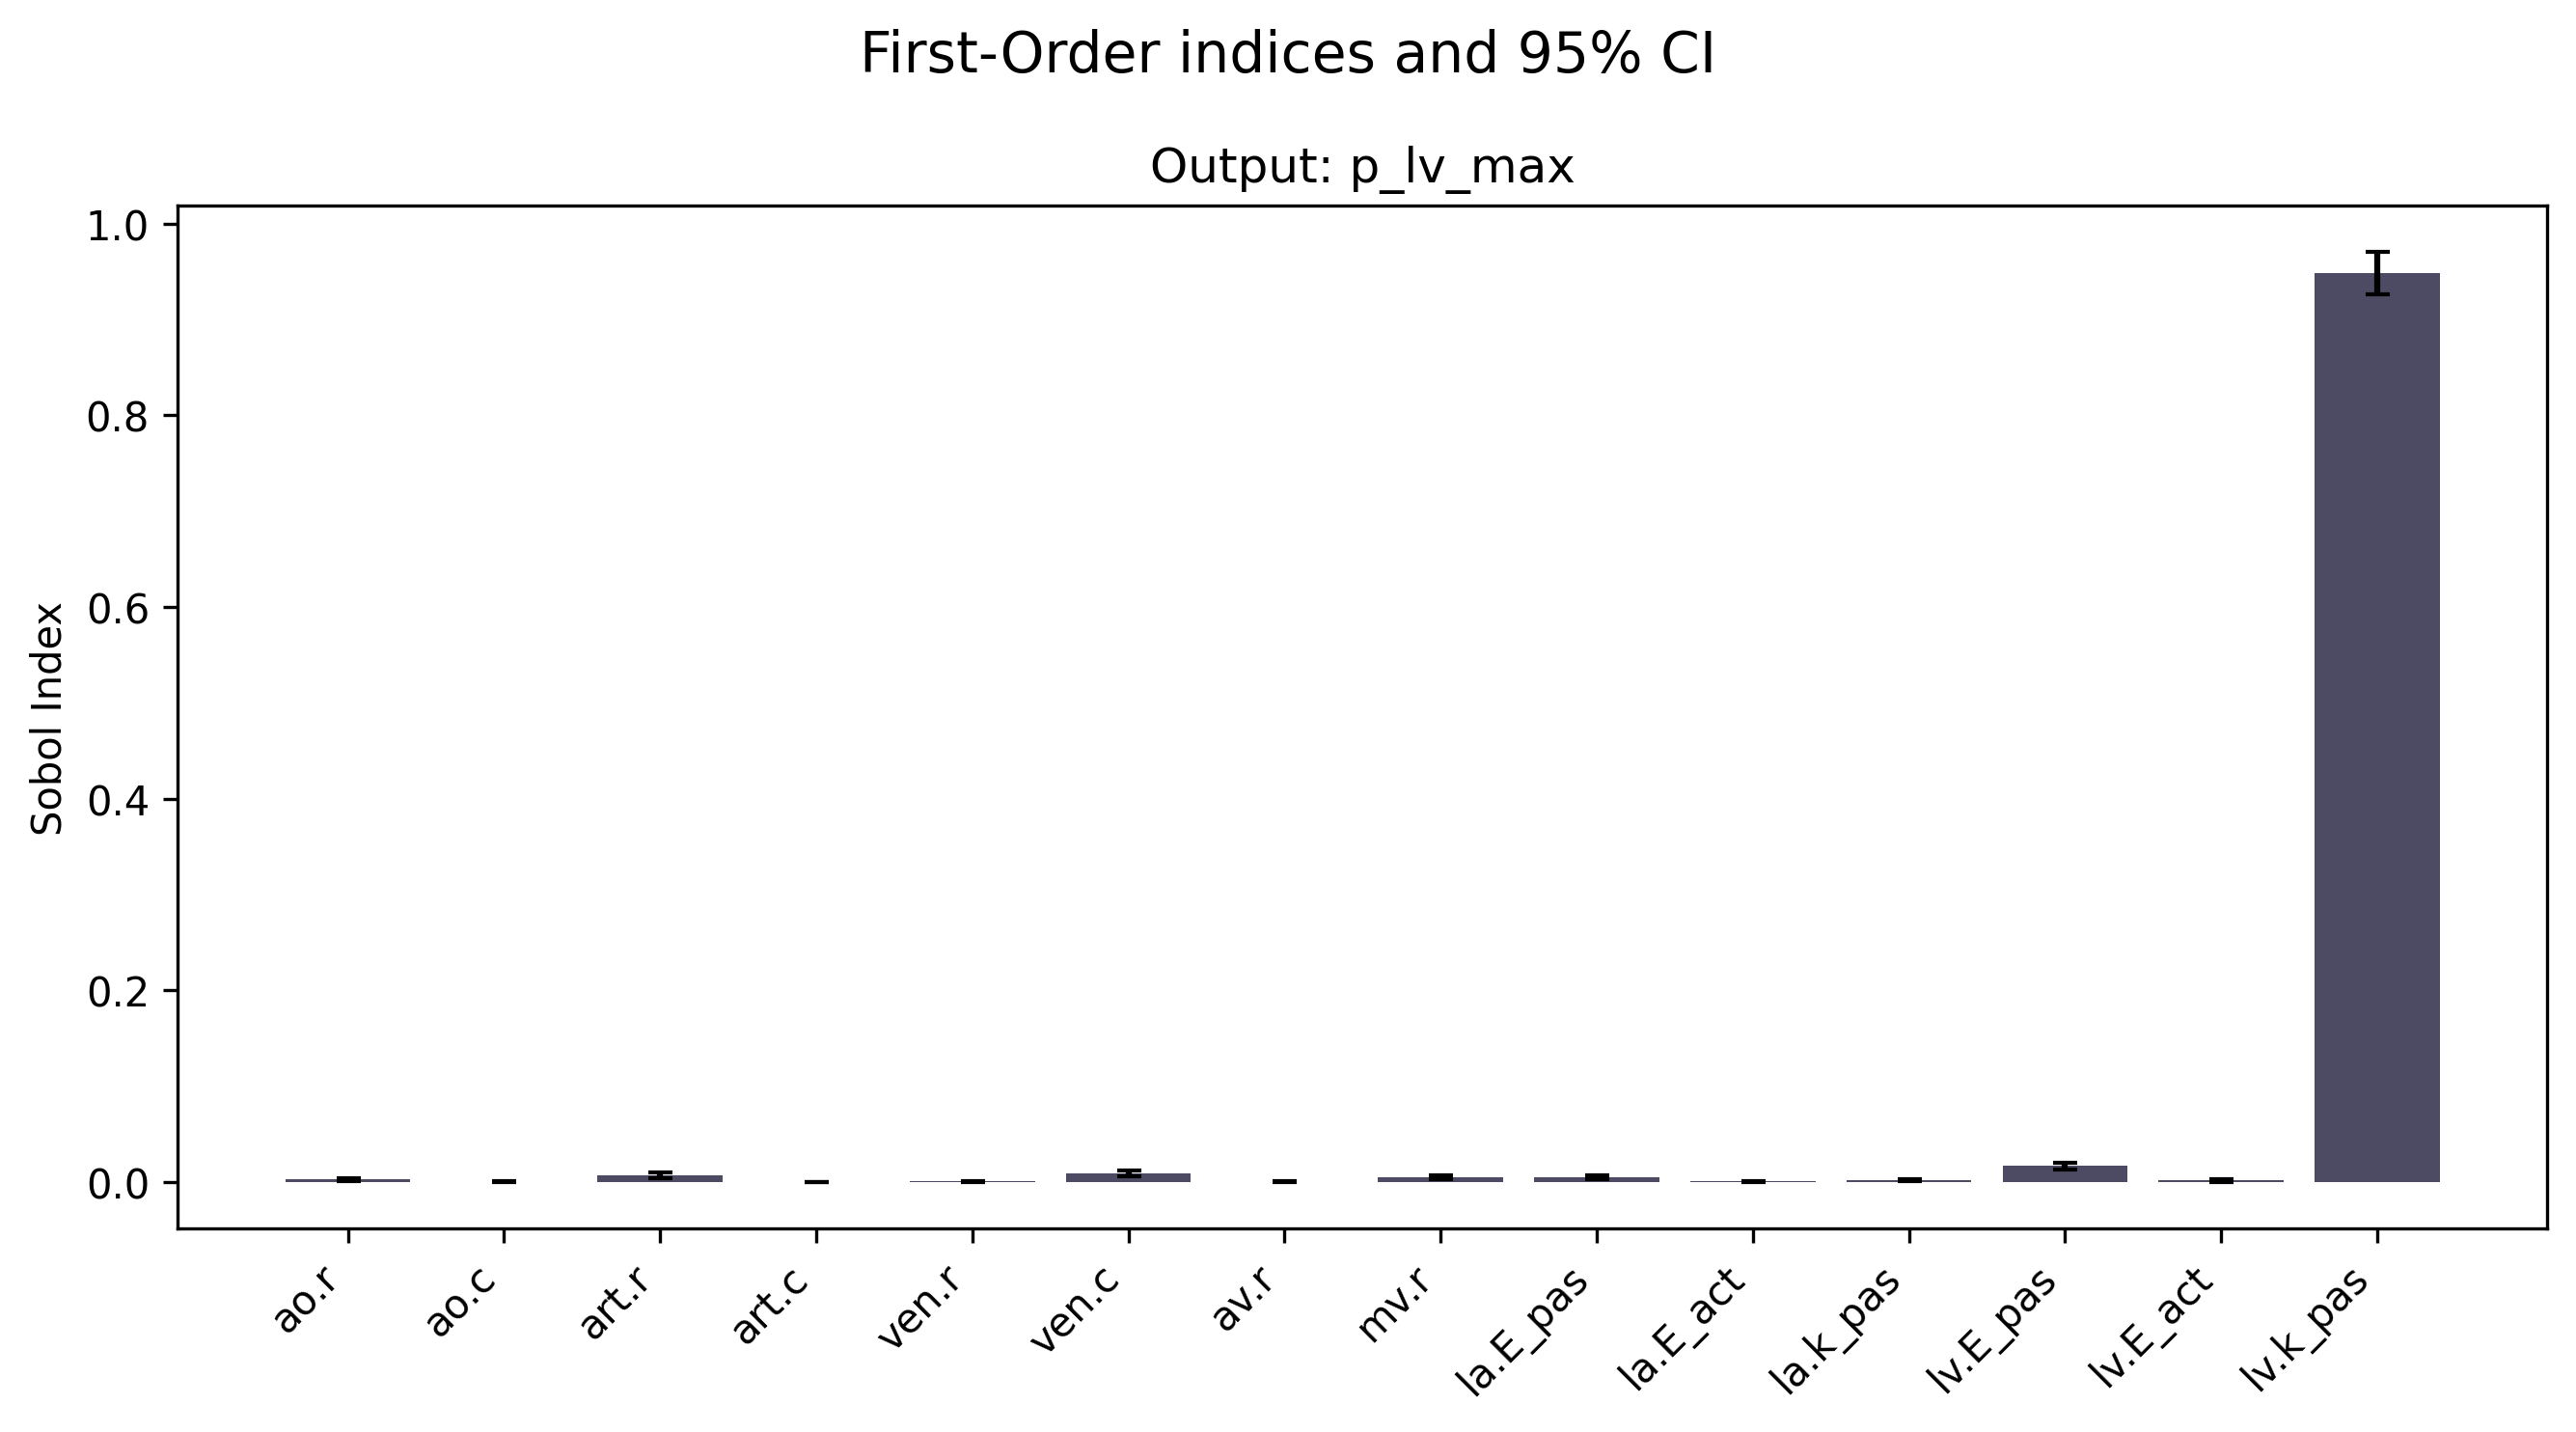 First-Order indices and 95% CI
Output: p_lv_max
Sobol Index
1.0
0.8
0.6
0.4
0.2
0.0
ao.r
ao.c
art.r
art.c
ven.r
ven.c
av.r
mv.r
la.E_pas
la.E_act
la.k_pas
lv.E_pas
lv.E_act
lv.k_pas